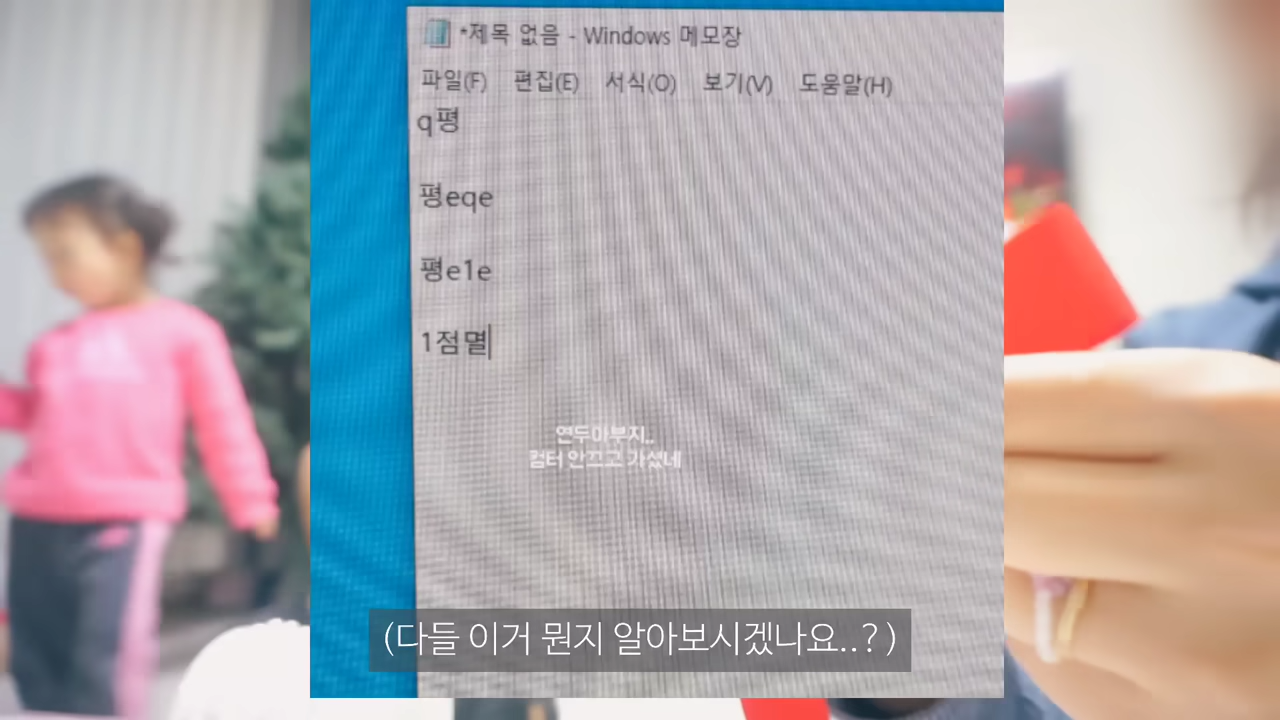 *제목 없음 - Windows 메모장
파일(F) 편집(E) 서식(O) 보기(V) 도움말(H)
q평
평eqe
평e1e
1점멸
연두아부지..
컴터 안끄고 가셨네
(다들 이거 뭔지 알아보시겠나요..?)